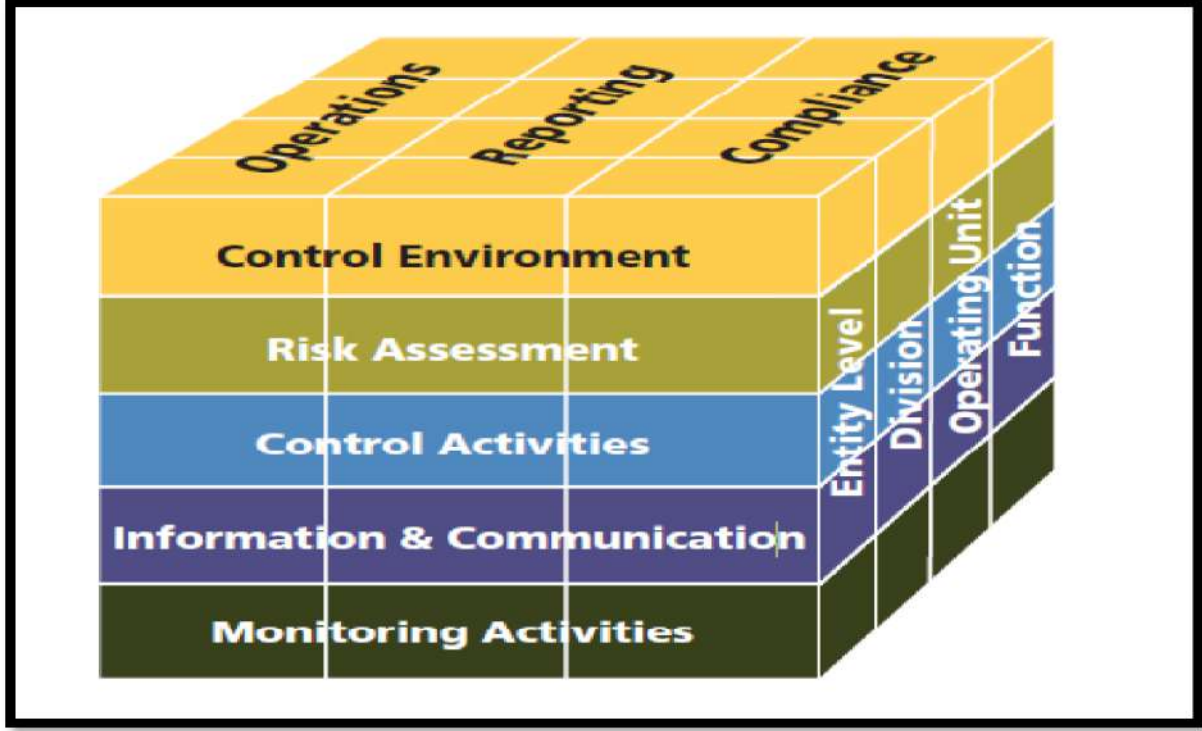 Operations
Reporting
Compliance
Control Environment
Risk Assessment
Control Activities
Information & Communication
Monitoring Activities
Entity Level
Division
Operating Unit
Function